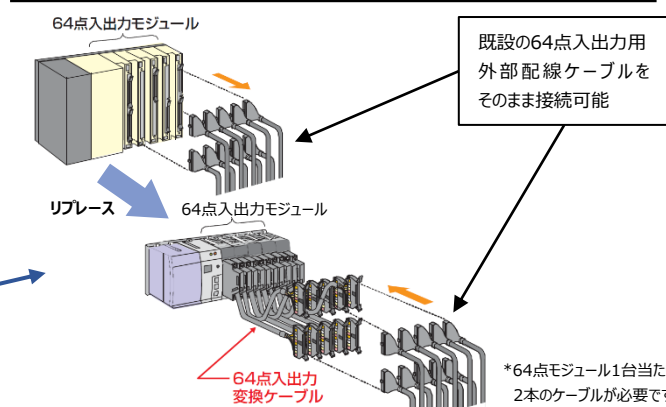 64点入出力モジュール
既設の64点入出力用
外部配線ケーブルを
そのまま接続可能
リプレース
64点入出力モジュール
64点入出力
変換ケーブル
*64点モジュール1台当た
2本のケーブルが必要です